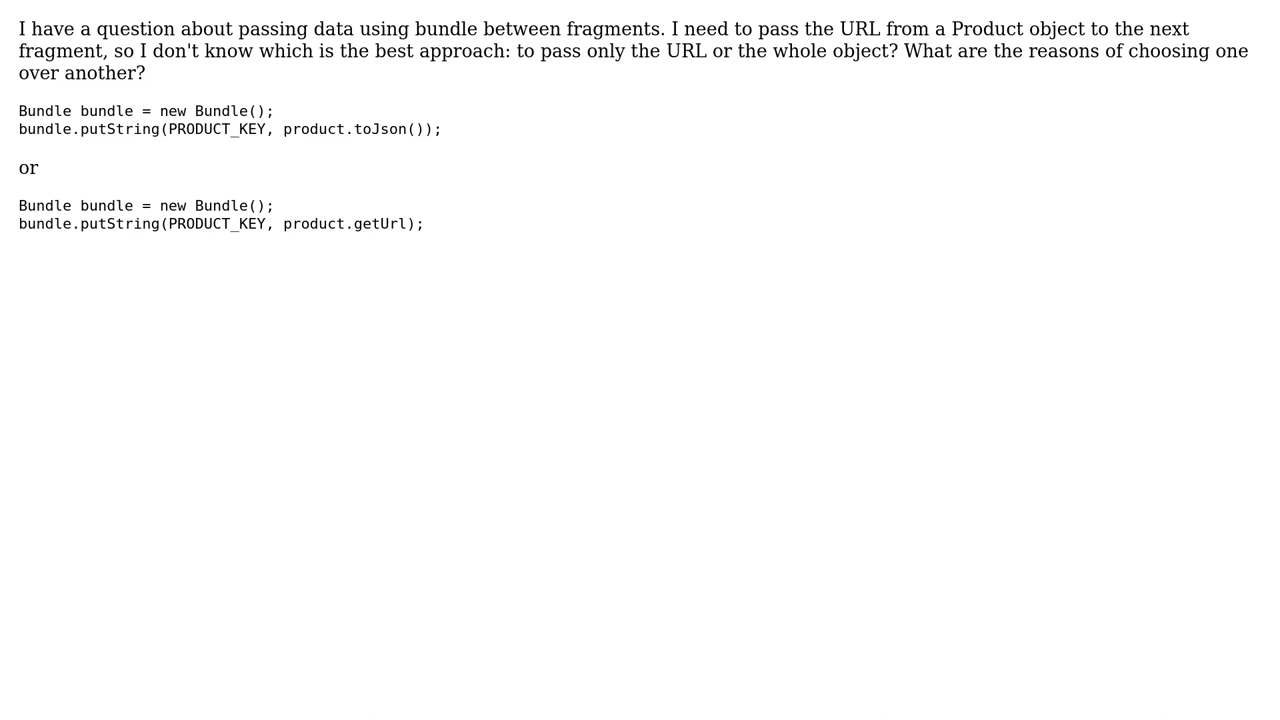 I have a question about passing data using bundle between fragments. I need to pass the URL from a Product object to the next
fragment, so I don't know which is the best approach: to pass only the URL or the whole object? What are the reasons of choosing one
over another?
Bundle bundle = new Bundle();
bundle.putString(PRODUCT_KEY, product.toJson());
or
Bundle bundle = new Bundle();
bundle.putString(PRODUCT_KEY, product.getUrl);